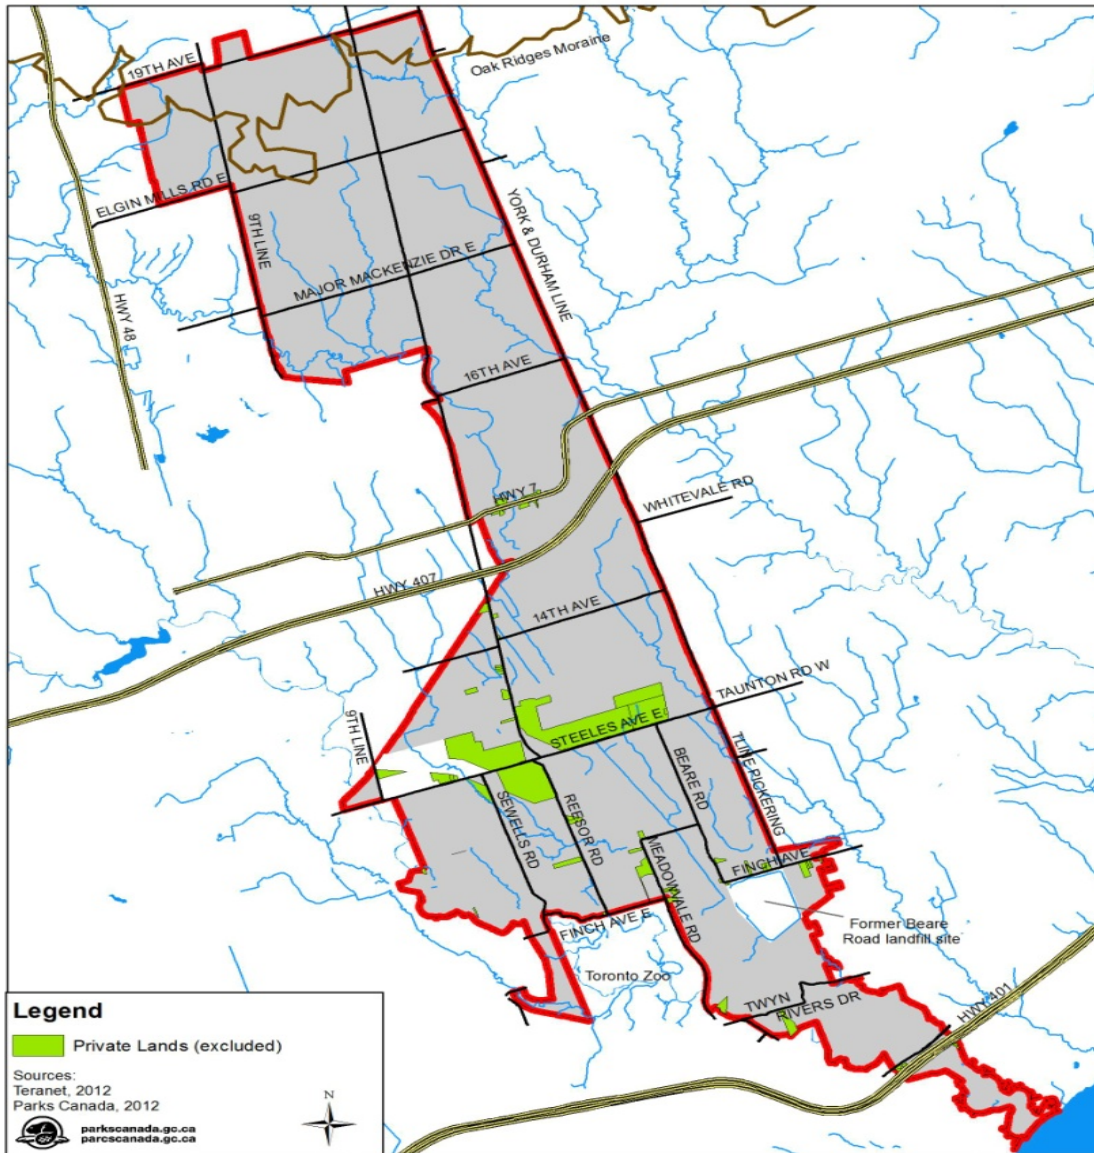 19TH AVE
Oak Ridges Moraine
ELGIN MILLS RD E
9TH LINE
YORK & DURHAM LINE
MAJOR MACKENZIE DR E
HWY 48
16TH AVE
HWY 7
WHITEVALE RD
HWY 407
14TH AVE
TAUNTON RD W
9TH LINE
STEELES AVE E
BEARE RD
TLINE PICKERING
SEWELLS RD
REESOR RD
MEADOWVALE RD
FINCH AVE
FINCH AVE E
Former Beare
Road landfill site
Toronto Zoo
TWYN
RIVERS DR
HWY 401
Legend
Private Lands (excluded)
Sources:
Teranet, 2012
Parks Canada, 2012
parkscanada.gc.ca
parcscanada.gc.ca
N